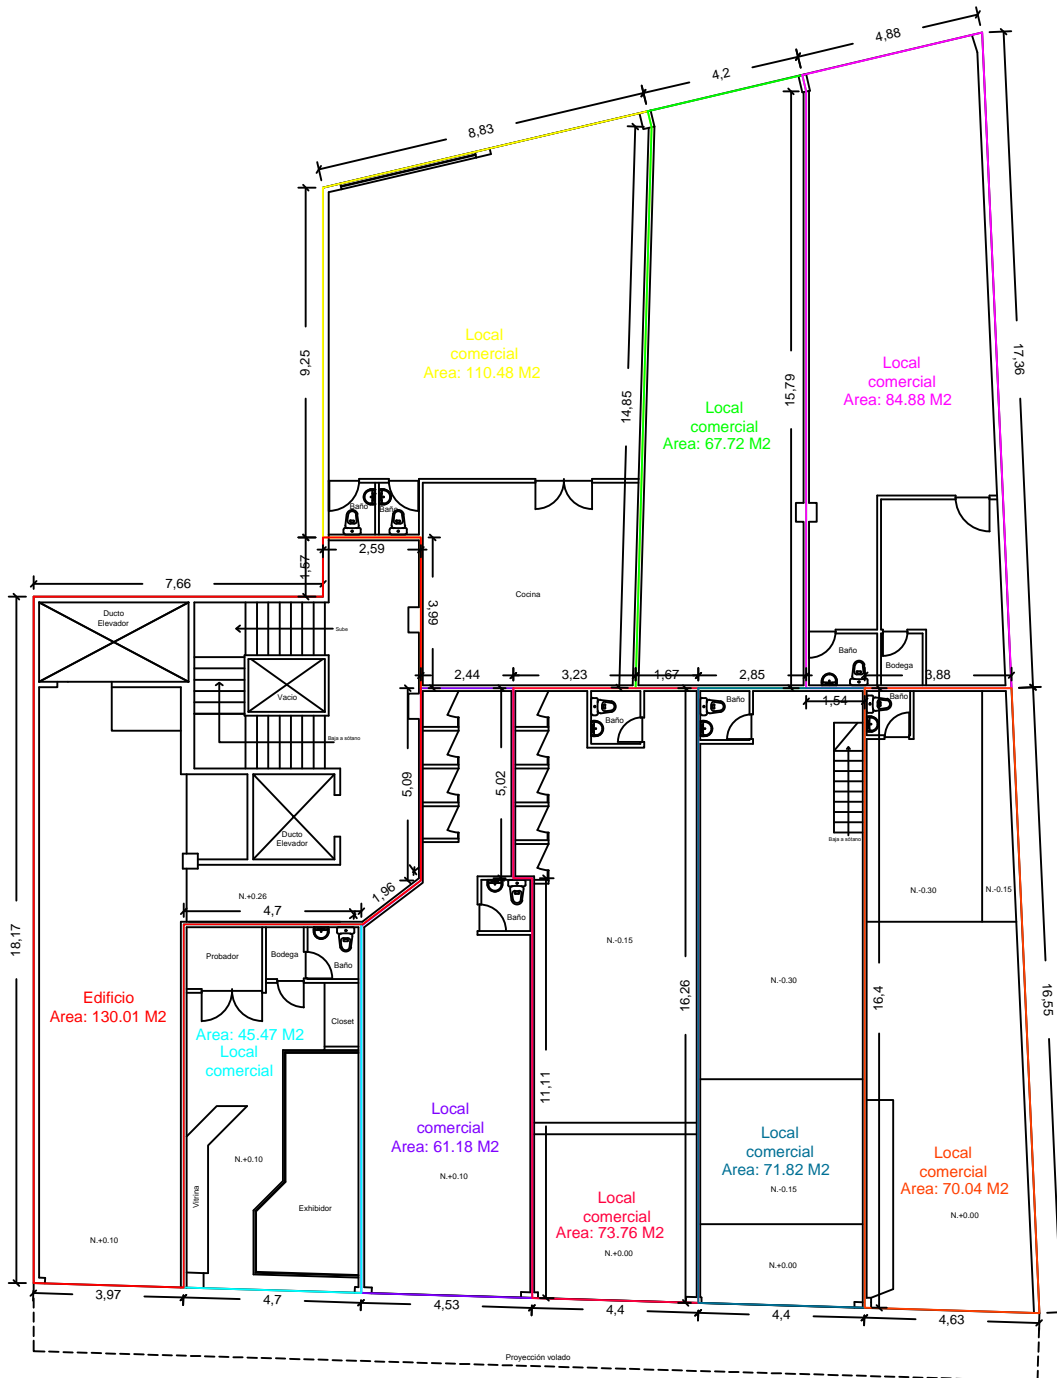 4,88
4,2
8,83
9,25
Local
comercial
Area: 110.48 M2
14,85
Local
comercial
Area: 67.72 M2
15,79
Local
comercial
Area: 84.88 M2
17,36
Baño
Baño
1,57
2,59
7,66
3,99
Cocina
Ducto
Elevador
Sube
Vacio
Baja a sótano
Ducto
Elevador
2,44
3,23
1,67
2,85
3,88
1,54
Baño
Bodega
Baño
Baño
Baño
5,09
5,02
1,96
Baja a sótano
N.-0.30
N.-0.15
N.+0.26
4,7
Baño
Probador
Bodega
Baño
18,17
Edificio
Area: 130.01 M2
Area: 45.47 M2
Local
comercial
Closet
N.-0.15
N.-0.30
16,26
16,4
16,55
11,11
Local
comercial
Area: 61.18 M2
N.+0.10
Local
comercial
Area: 71.82 M2
N.-0.15
Local
comercial
Area: 70.04 M2
N.+0.00
Local
comercial
Area: 73.76 M2
N.+0.00
N.+0.00
N.+0.10
Vitrina
Exhibidor
N.+0.10
3,97
4,7
4,53
4,4
4,4
4,63
Proyección volado